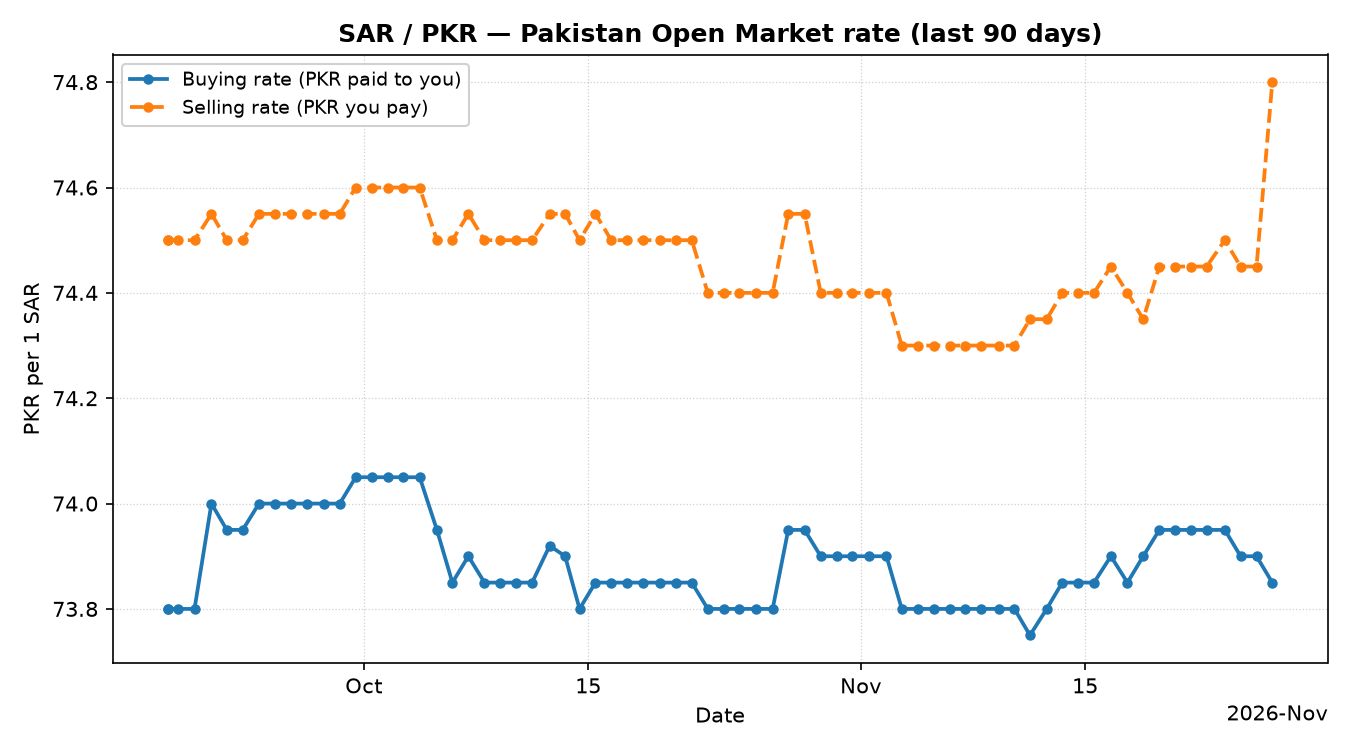 SAR / PKR — Pakistan Open Market rate (last 90 days)
Buying rate (PKR paid to you)
Selling rate (PKR you pay)
PKR per 1 SAR
74.8
74.6
74.4
74.2
74.0
73.8
Oct
15
Nov
15
Date
2026-Nov